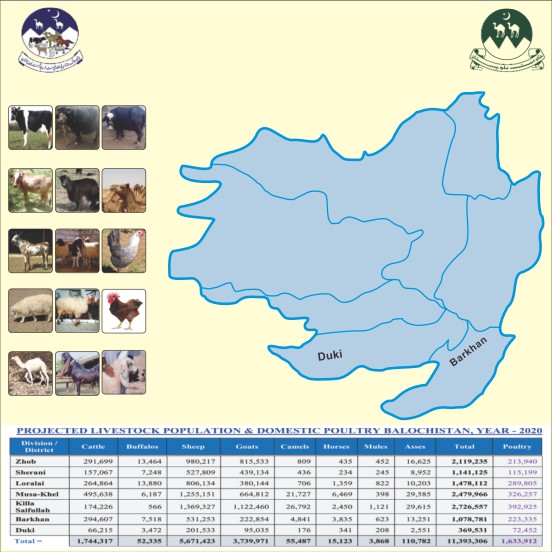 Duki
Barkhan
PROJECTED LIVESTOCK POPULATION & DOMESTIC POULTRY BALOCHISTAN, YEAR - 2020
Division / District Cattle Buffalos Sheep Goats Camels Horses Mules Asses Total Poultry
Zhob 291,699 13,464 980,217 815,533 809 435 452 16,625 2,119,235 213,940
Sherani 157,067 7,248 527,809 439,134 436 234 245 8,952 1,141,125 115,199
Loralai 264,864 13,880 806,134 380,144 706 1,359 822 10,203 1,478,112 289,805
Musa-Khel 495,638 6,187 1,255,151 664,812 21,727 6,469 398 29,585 2,479,966 326,257
Killa Saifullah 174,226 566 1,369,327 1,122,460 26,792 2,450 1,121 29,615 2,726,557 392,925
Barkhan 294,607 7,518 531,253 222,854 4,841 3,835 623 13,251 1,078,781 223,335
Duki 66,215 3,472 201,533 95,035 176 341 208 2,551 369,531 72,452
Total = 1,744,317 52,335 5,671,423 3,739,971 55,487 15,123 3,868 110,782 11,393,306 1,633,912